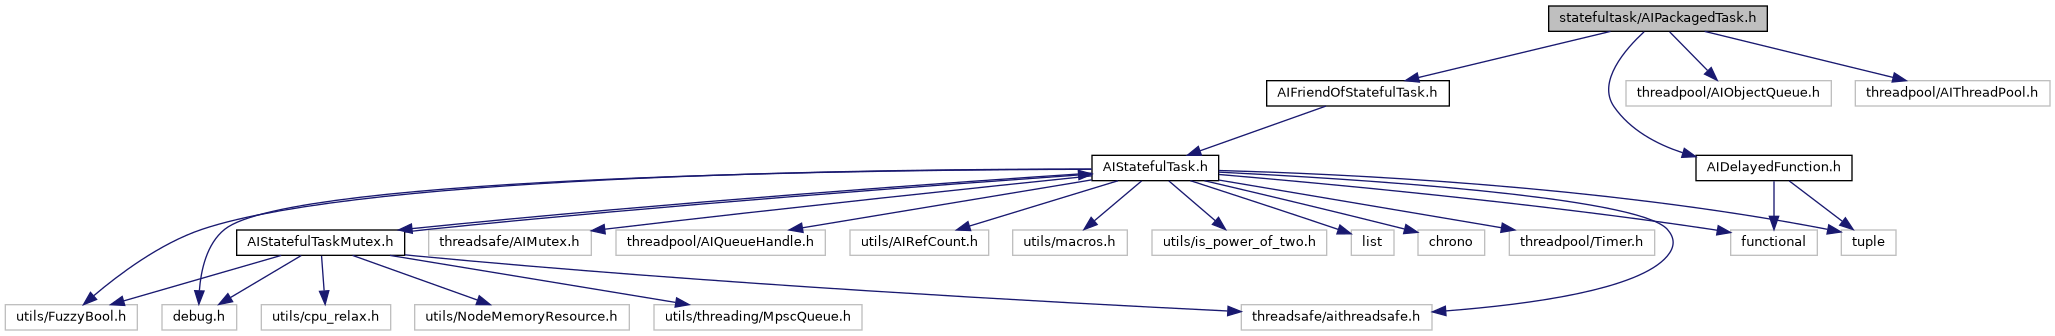 statefultask/AIPackagedTask.h
AIFriendOfStatefulTask.h
threadpool/AIObjectQueue.h
threadpool/AIThreadPool.h
AIStatefulTask.h
AIDelayedFunction.h
AIStatefulTaskMutex.h
threadsafe/AIMutex.h
threadpool/AIQueueHandle.h
utils/AIRefCount.h
utils/macros.h
utils/is_power_of_two.h
list
chrono
threadpool/Timer.h
functional
tuple
utils/FuzzyBool.h
debug.h
utils/cpu_relax.h
utils/NodeMemoryResource.h
utils/threading/MpscQueue.h
threadsafe/aithreadsafe.h